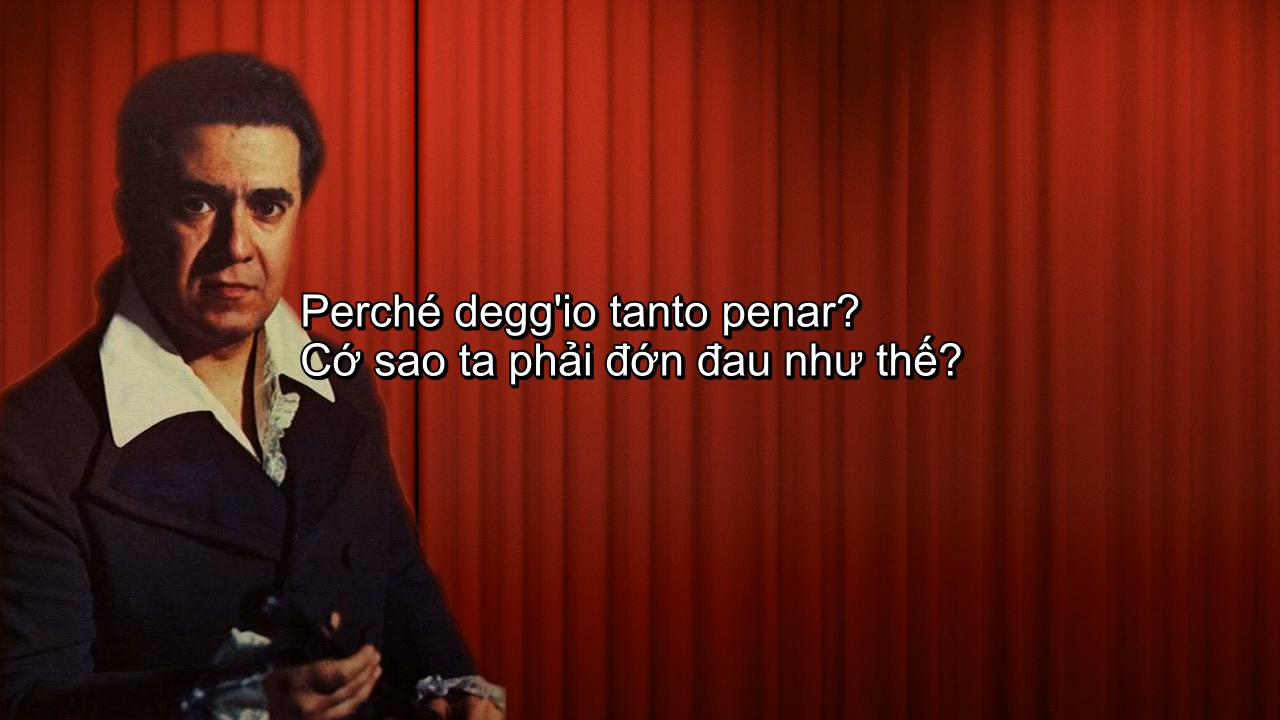 Perché degg'io tanto penar?
Cớ sao ta phải đớn đau như thế?